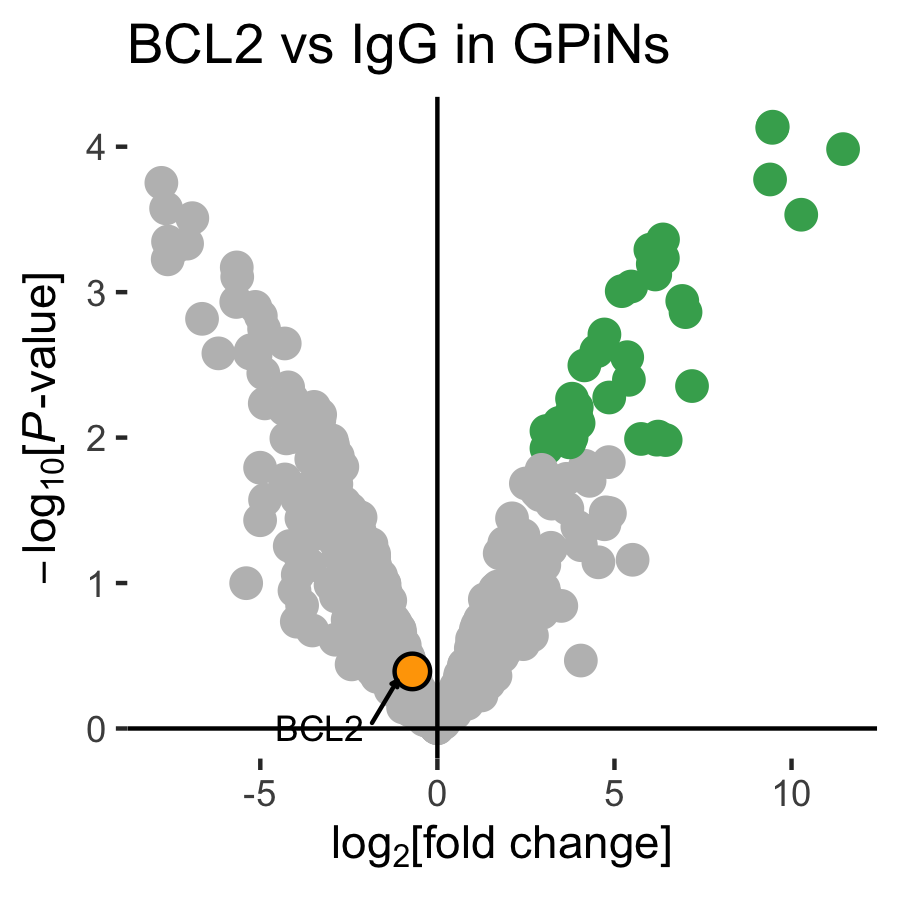 BCL2 vs IgG in GPiNs
−log₁₀[P-value]
4
3
2
1
0
BCL2
-5 0 5 10
log₂[fold change]